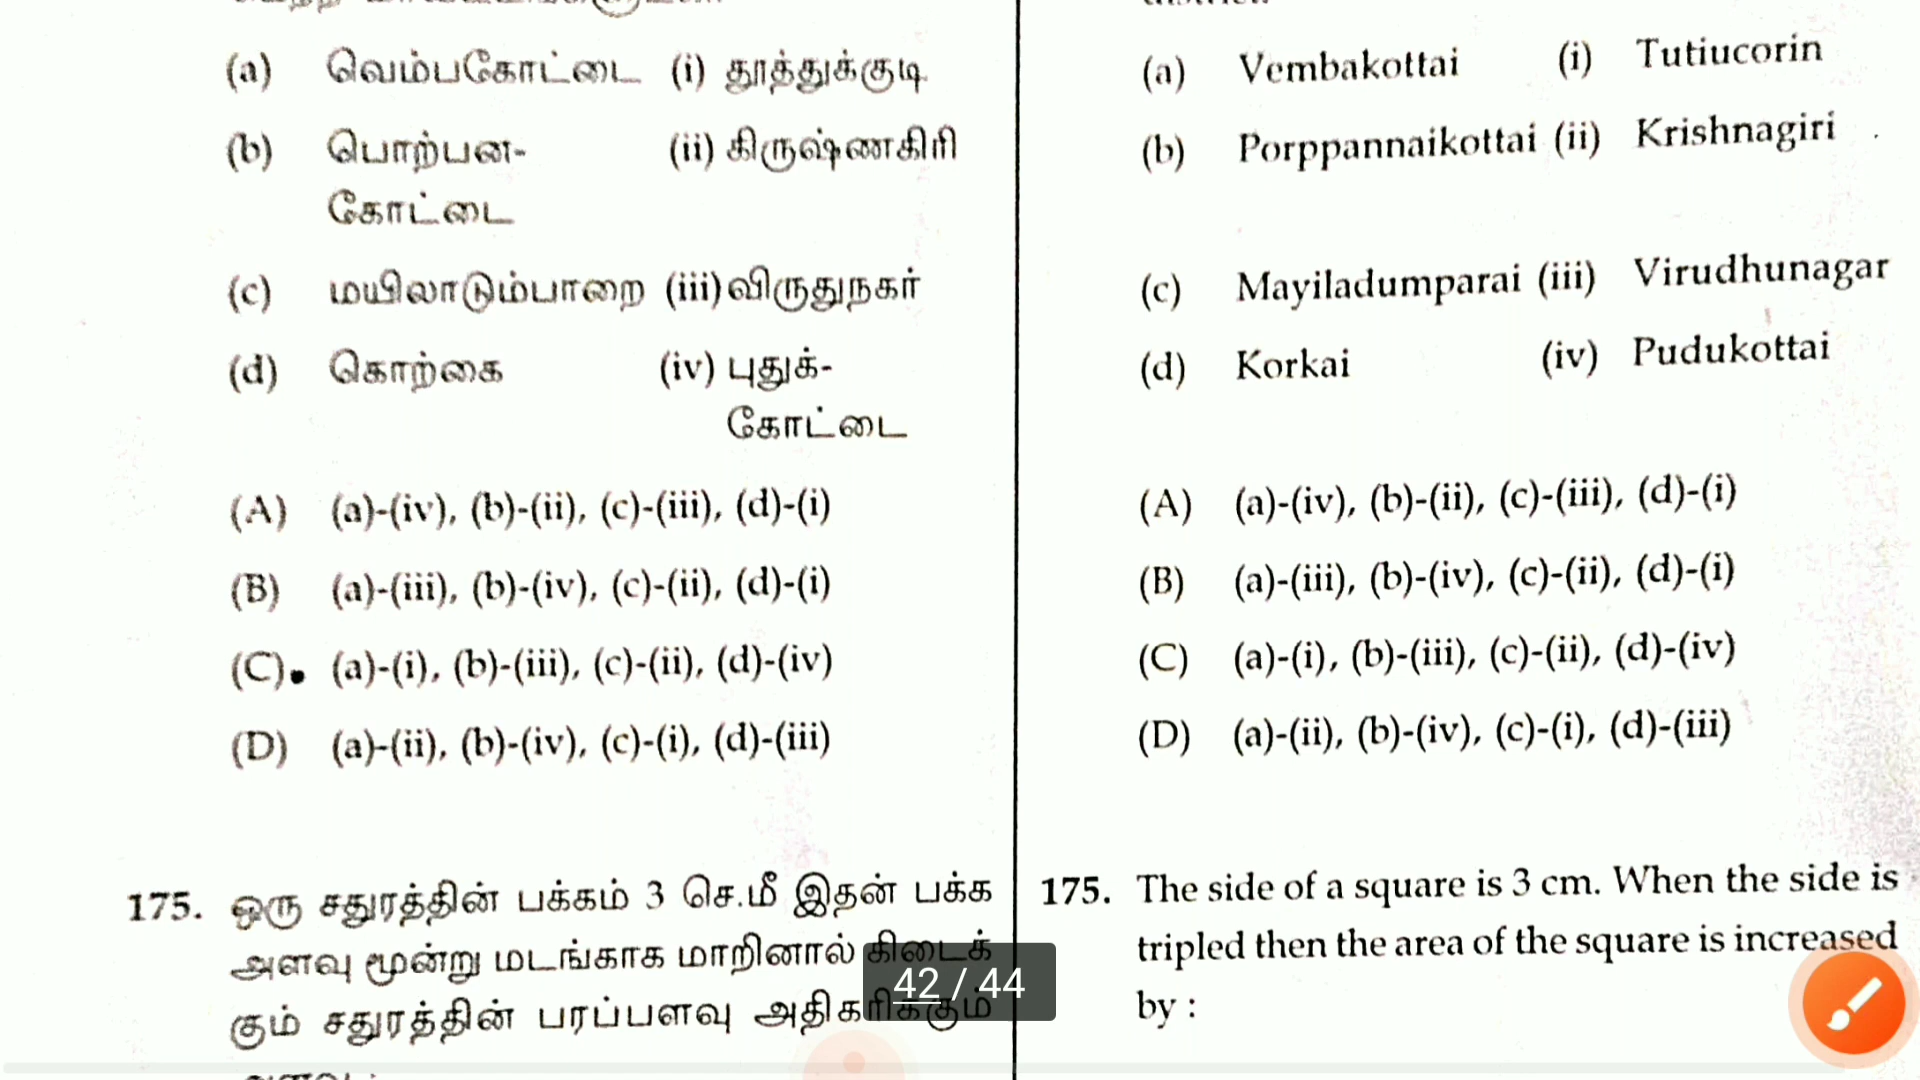 (a) வெம்பகோட்டை (i) தூத்துக்குடி
(b) பொற்பன- (ii) கிருஷ்ணகிரி
கோட்டை
(c) மயிலாடும்பாறை (iii) விருதுநகர்
(d) கொற்கை (iv) புதுக்-
கோட்டை
(A) (a)-(iv), (b)-(ii), (c)-(iii), (d)-(i)
(B) (a)-(iii), (b)-(iv), (c)-(ii), (d)-(i)
(C) (a)-(i), (b)-(iii), (c)-(ii), (d)-(iv)
(D) (a)-(ii), (b)-(iv), (c)-(i), (d)-(iii)
175. ஒரு சதுரத்தின் பக்கம் 3 செ.மீ இதன் பக்க
அளவு மூன்று மடங்காக மாறினால் கிடைக்
கும் சதுரத்தின் பரப்பளவு அதிகரிக்கும்
(a) Vembakottai (i) Tutiucorin
(b) Porppannaikottai (ii) Krishnagiri
(c) Mayiladumparai (iii) Virudhunagar
(d) Korkai (iv) Pudukottai
(A) (a)-(iv), (b)-(ii), (c)-(iii), (d)-(i)
(B) (a)-(iii), (b)-(iv), (c)-(ii), (d)-(i)
(C) (a)-(i), (b)-(iii), (c)-(ii), (d)-(iv)
(D) (a)-(ii), (b)-(iv), (c)-(i), (d)-(iii)
175. The side of a square is 3 cm. When the side is
tripled then the area of the square is increased
by :
42 / 44